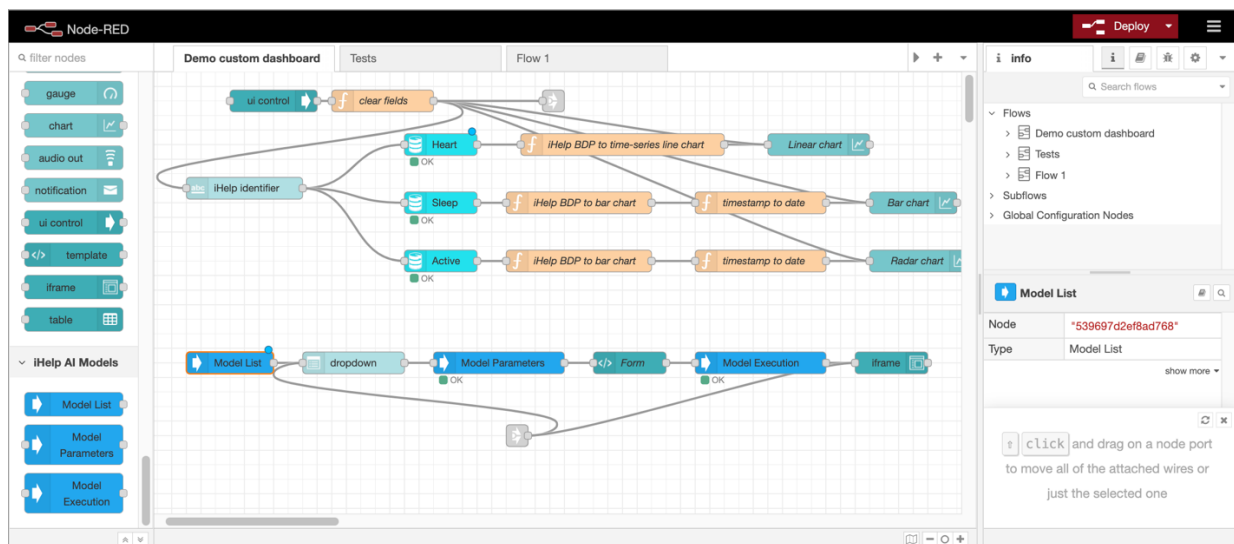 Node-RED
Deploy
filter nodes
Demo custom dashboard
Tests
Flow 1
i info
i
gauge
chart
audio out
notification
ui control
</> template
iframe
table
iHelp AI Models
Model List
Model
Parameters
Model
Execution
ui control
f clear fields
Heart
OK
f iHelp BDP to time-series line chart
Linear chart
abc iHelp identifier
Sleep
OK
f iHelp BDP to bar chart
f timestamp to date
Bar chart
Active
OK
f iHelp BDP to bar chart
f timestamp to date
Radar chart
Model List
dropdown
Model Parameters
OK
</> Form
Model Execution
OK
iframe
Search flows
Flows
Demo custom dashboard
Tests
Flow 1
Subflows
Global Configuration Nodes
Model List
Node
"539697d2ef8ad768"
Type
Model List
show more
⇧ click and drag on a node port
to move all of the attached wires or
just the selected one